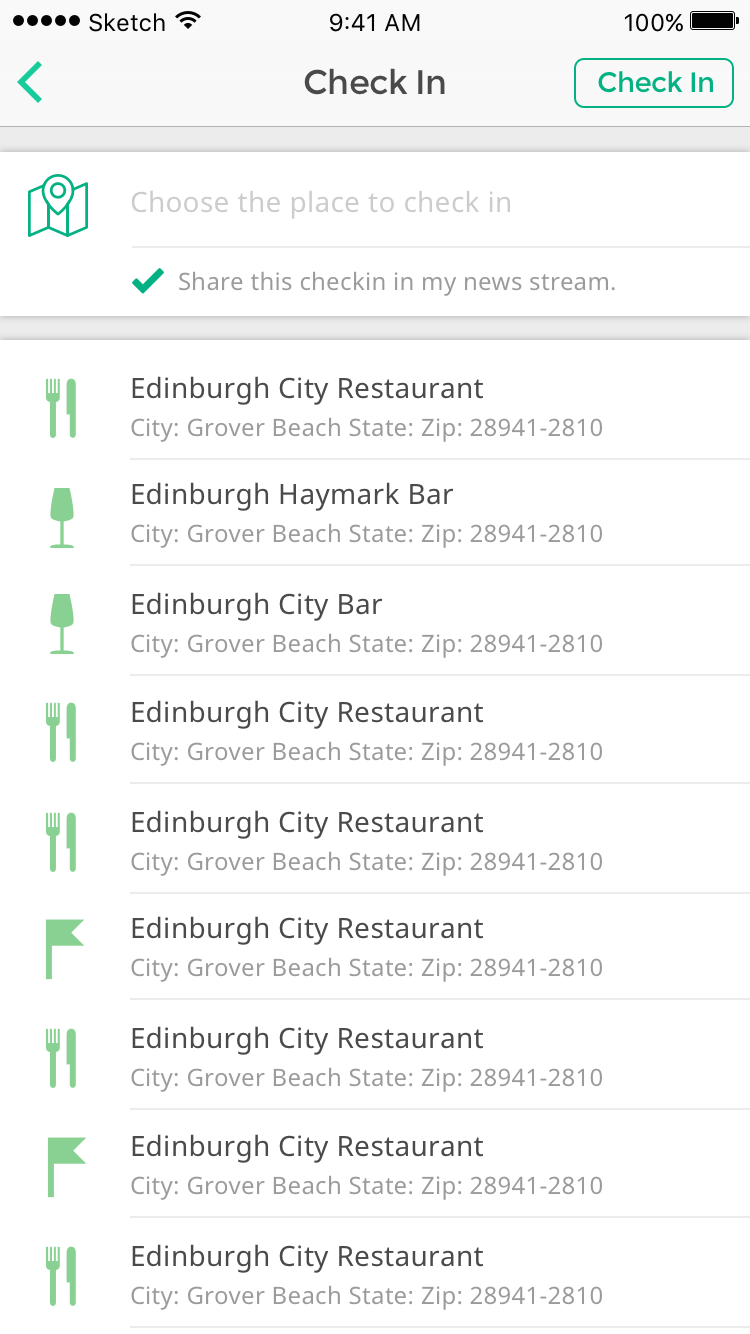 Sketch 9:41 AM 100%
Check In Check In
Choose the place to check in
Share this checkin in my news stream.
Edinburgh City Restaurant
City: Grover Beach State: Zip: 28941-2810
Edinburgh Haymark Bar
City: Grover Beach State: Zip: 28941-2810
Edinburgh City Bar
City: Grover Beach State: Zip: 28941-2810
Edinburgh City Restaurant
City: Grover Beach State: Zip: 28941-2810
Edinburgh City Restaurant
City: Grover Beach State: Zip: 28941-2810
Edinburgh City Restaurant
City: Grover Beach State: Zip: 28941-2810
Edinburgh City Restaurant
City: Grover Beach State: Zip: 28941-2810
Edinburgh City Restaurant
City: Grover Beach State: Zip: 28941-2810
Edinburgh City Restaurant
City: Grover Beach State: Zip: 28941-2810